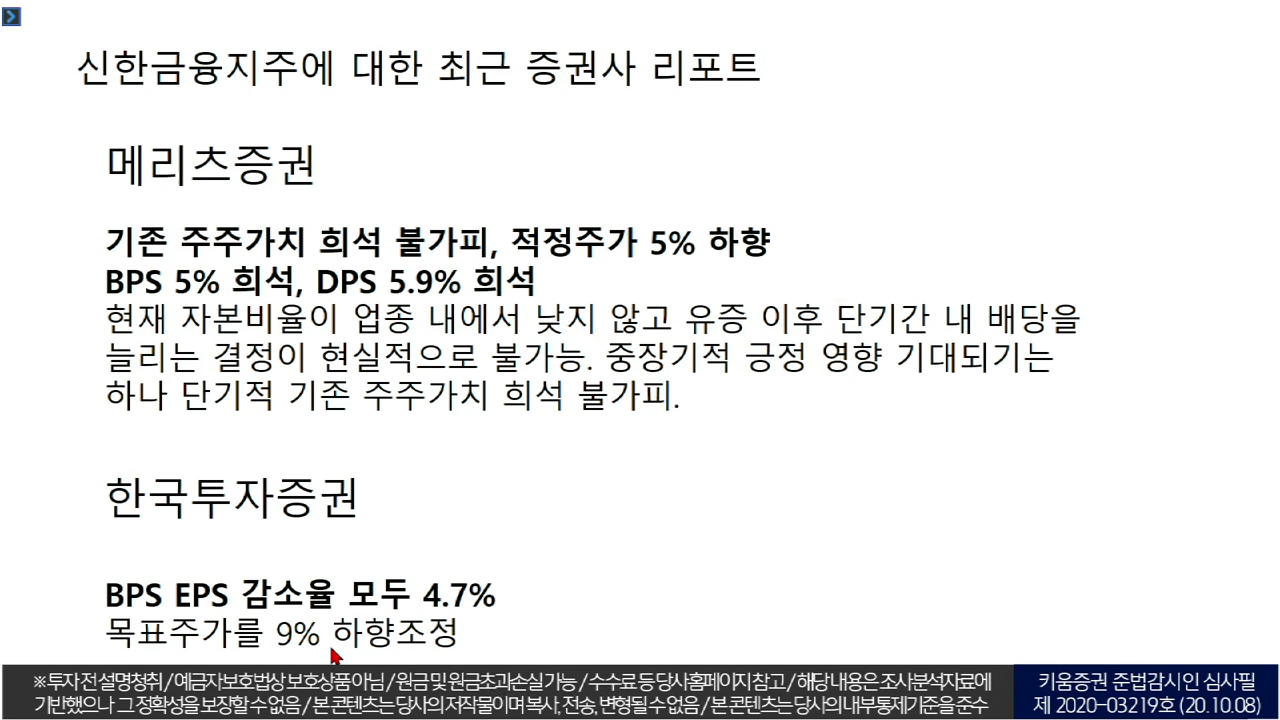 신한금융지주에 대한 최근 증권사 리포트
메리츠증권
기존 주주가치 희석 불가피, 적정주가 5% 하향
BPS 5% 희석, DPS 5.9% 희석
현재 자본비율이 업종 내에서 낮지 않고 유증 이후 단기간 내 배당을
늘리는 결정이 현실적으로 불가능. 중장기적 긍정 영향 기대되기는
하나 단기적 기존 주주가치 희석 불가피.
한국투자증권
BPS EPS 감소율 모두 4.7%
목표주가를 9% 하향조정
※투자 전 설명청취 / 예금자보호법상 보호상품 아님 / 원금 및 원금초과손실 가능 / 수수료 등 당사홈페이지 참고 / 해당 내용은 조사분석자료에
기반했으나 그 정확성을 보장할 수 없음 / 본 콘텐츠는 당사의 저작물이며 복사, 전송, 변형될 수 없음 / 본 콘텐츠는 당사의 내부통제기준을 준수
키움증권 준법감시인 심사필
제 2020-03219호 (20.10.08)